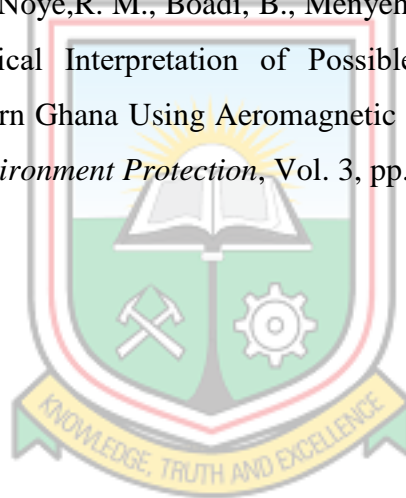 Noye,R. M., Boadi, B., Menyeh
ical Interpretation of Possible
rn Ghana Using Aeromagnetic
ironment Protection, Vol. 3, pp.
KNOWLEDGE, TRUTH AND EXCELLENCE